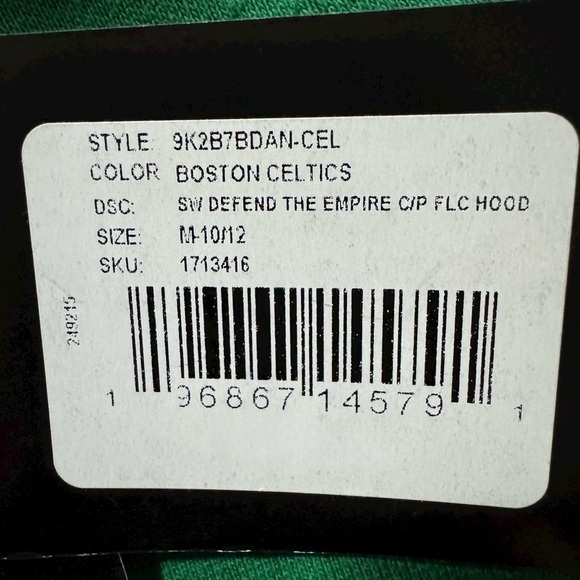 STYLE: 9K2B7BDAN-CEL
COLOR BOSTON CELTICS
DSC: SW DEFEND THE EMPIRE C/P FLC HOOD
SIZE: M-10/12
SKU: 1713416
249215
1 96867 14579 1